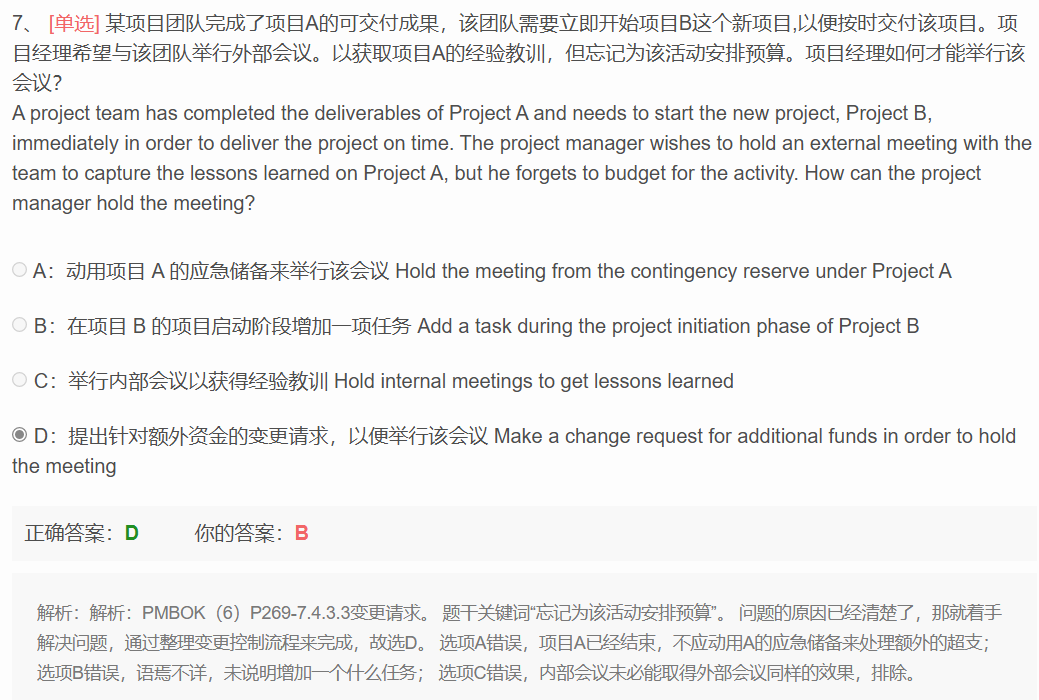 7、 [单选] 某项目团队完成了项目A的可交付成果，该团队需要立即开始项目B这个新项目,以便按时交付该项目。项
目经理希望与该团队举行外部会议。以获取项目A的经验教训，但忘记为该活动安排预算。项目经理如何才能举行该
会议?
A project team has completed the deliverables of Project A and needs to start the new project, Project B,
immediately in order to deliver the project on time. The project manager wishes to hold an external meeting with the
team to capture the lessons learned on Project A, but he forgets to budget for the activity. How can the project
manager hold the meeting?
A：动用项目 A 的应急储备来举行该会议 Hold the meeting from the contingency reserve under Project A
B：在项目 B 的项目启动阶段增加一项任务 Add a task during the project initiation phase of Project B
C：举行内部会议以获得经验教训| Hold internal meetings to get lessons learned
D：提出针对额外资金的变更请求，以便举行该会议 Make a change request for additional funds in order to hold
the meeting
正确答案：D 你的答案：B
解析：解析：PMBOK（6）P269-7.4.3.3变更请求。 题干关键词“忘记为该活动安排预算”。 问题的原因已经清楚了，那就着手
解决问题，通过整理变更控制流程来完成，故选D。 选项A错误，项目A已经结束，不应动用A的应急储备来处理额外的超支；
选项B错误，语焉不详，未说明增加一个什么任务； 选项C错误，内部会议未必能取得外部会议同样的效果，排除。